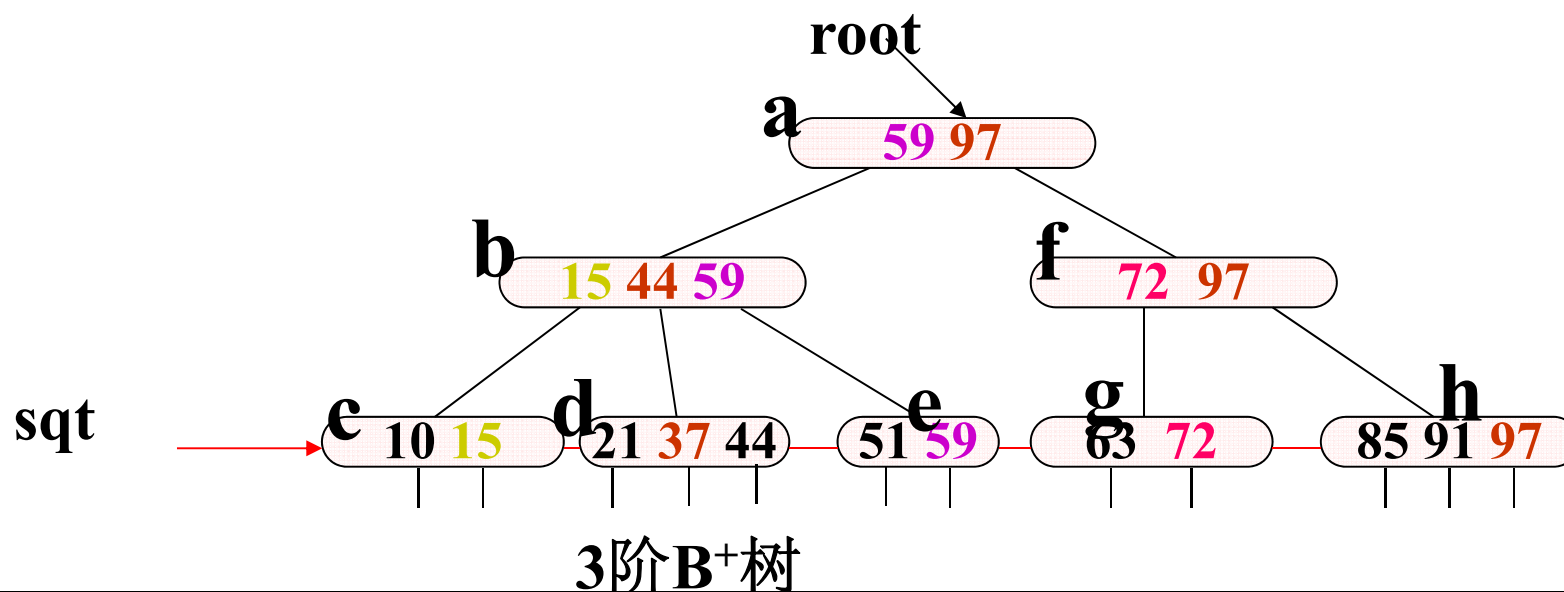 root
a
59 97
b
15 44 59
f
72 97
sqt
c
10 15
d
21 37 44
e
51 59
g
63 72
h
85 91 97
3阶B⁺树